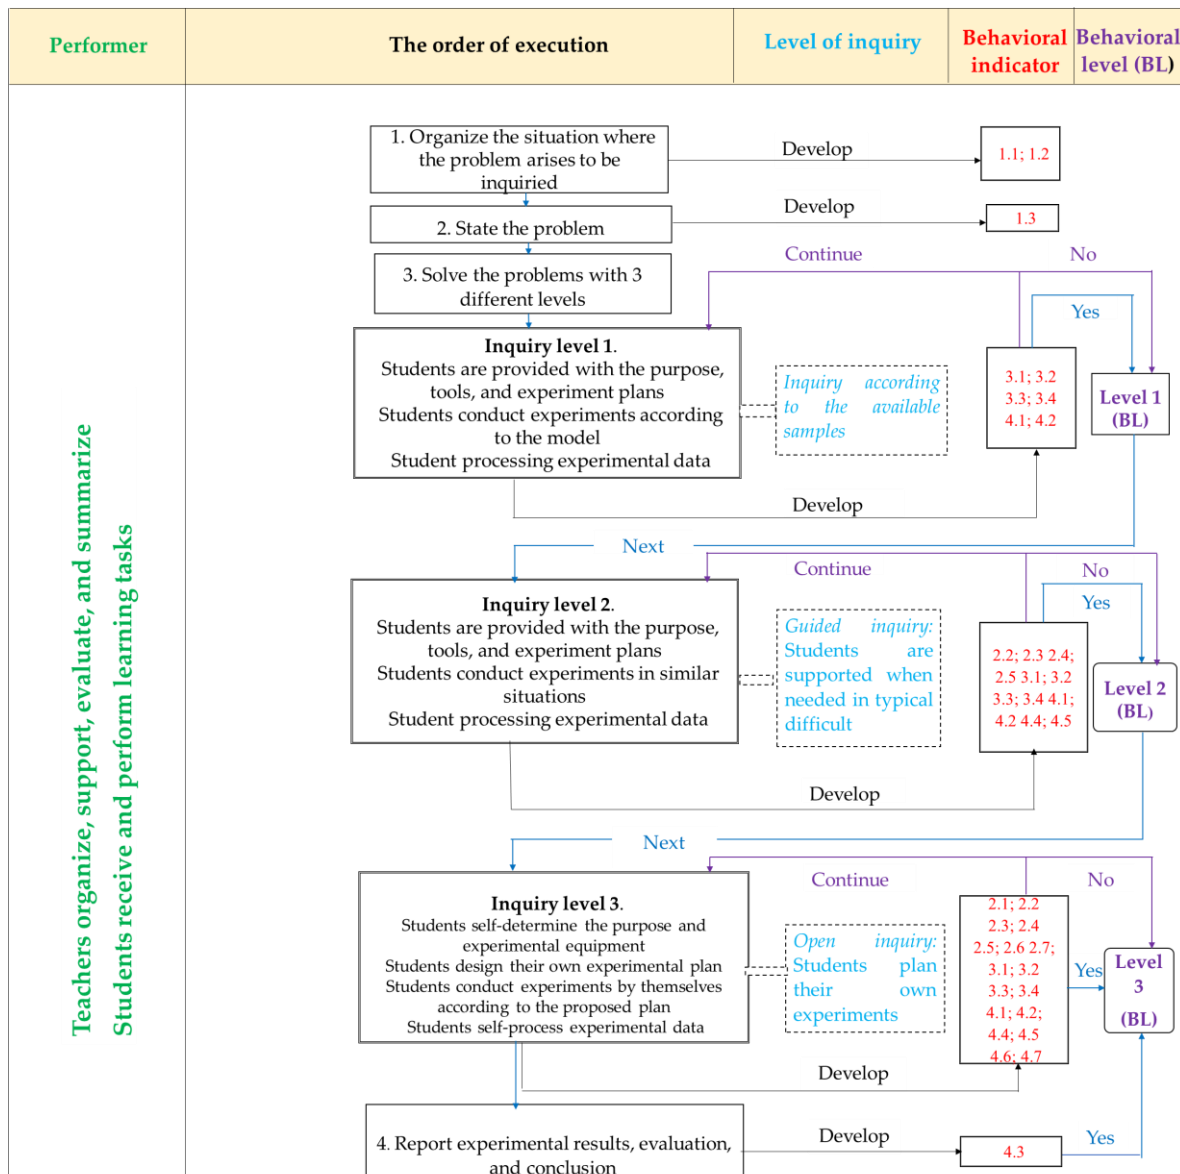 Performer
The order of execution
Level of inquiry
Behavioral
indicator
Behavioral
level (BL)
Teachers organize, support, evaluate, and summarize
Students receive and perform learning tasks
1. Organize the situation where
the problem arises to be
inquiried
Develop
1.1; 1.2
2. State the problem
Develop
1.3
3. Solve the problems with 3
different levels
Continue
No
Yes
Inquiry level 1.
Students are provided with the purpose,
tools, and experiment plans
Students conduct experiments according
to the model
Student processing experimental data
Inquiry according
to the available
samples
3.1; 3.2
3.3; 3.4
4.1; 4.2
Level 1
(BL)
Develop
Next
Continue
No
Yes
Inquiry level 2.
Students are provided with the purpose,
tools, and experiment plans
Students conduct experiments in similar
situations
Student processing experimental data
Guided inquiry:
Students are
supported when
needed in typical
difficult
2.2; 2.3 2.4;
2.5 3.1; 3.2
3.3; 3.4 4.1;
4.2 4.4; 4.5
Level 2
(BL)
Develop
Next
Continue
No
Inquiry level 3.
Students self-determine the purpose and
experimental equipment
Students design their own experimental plan
Students conduct experiments by themselves
according to the proposed plan
Students self-process experimental data
Open inquiry:
Students plan
their own
experiments
2.1; 2.2
2.3; 2.4
2.5; 2.6 2.7;
3.1; 3.2
3.3; 3.4
4.1; 4.2;
4.4; 4.5
4.6; 4.7
Yes
Level
3
(BL)
Develop
4. Report experimental results, evaluation,
and conclusion
Develop
4.3
Yes